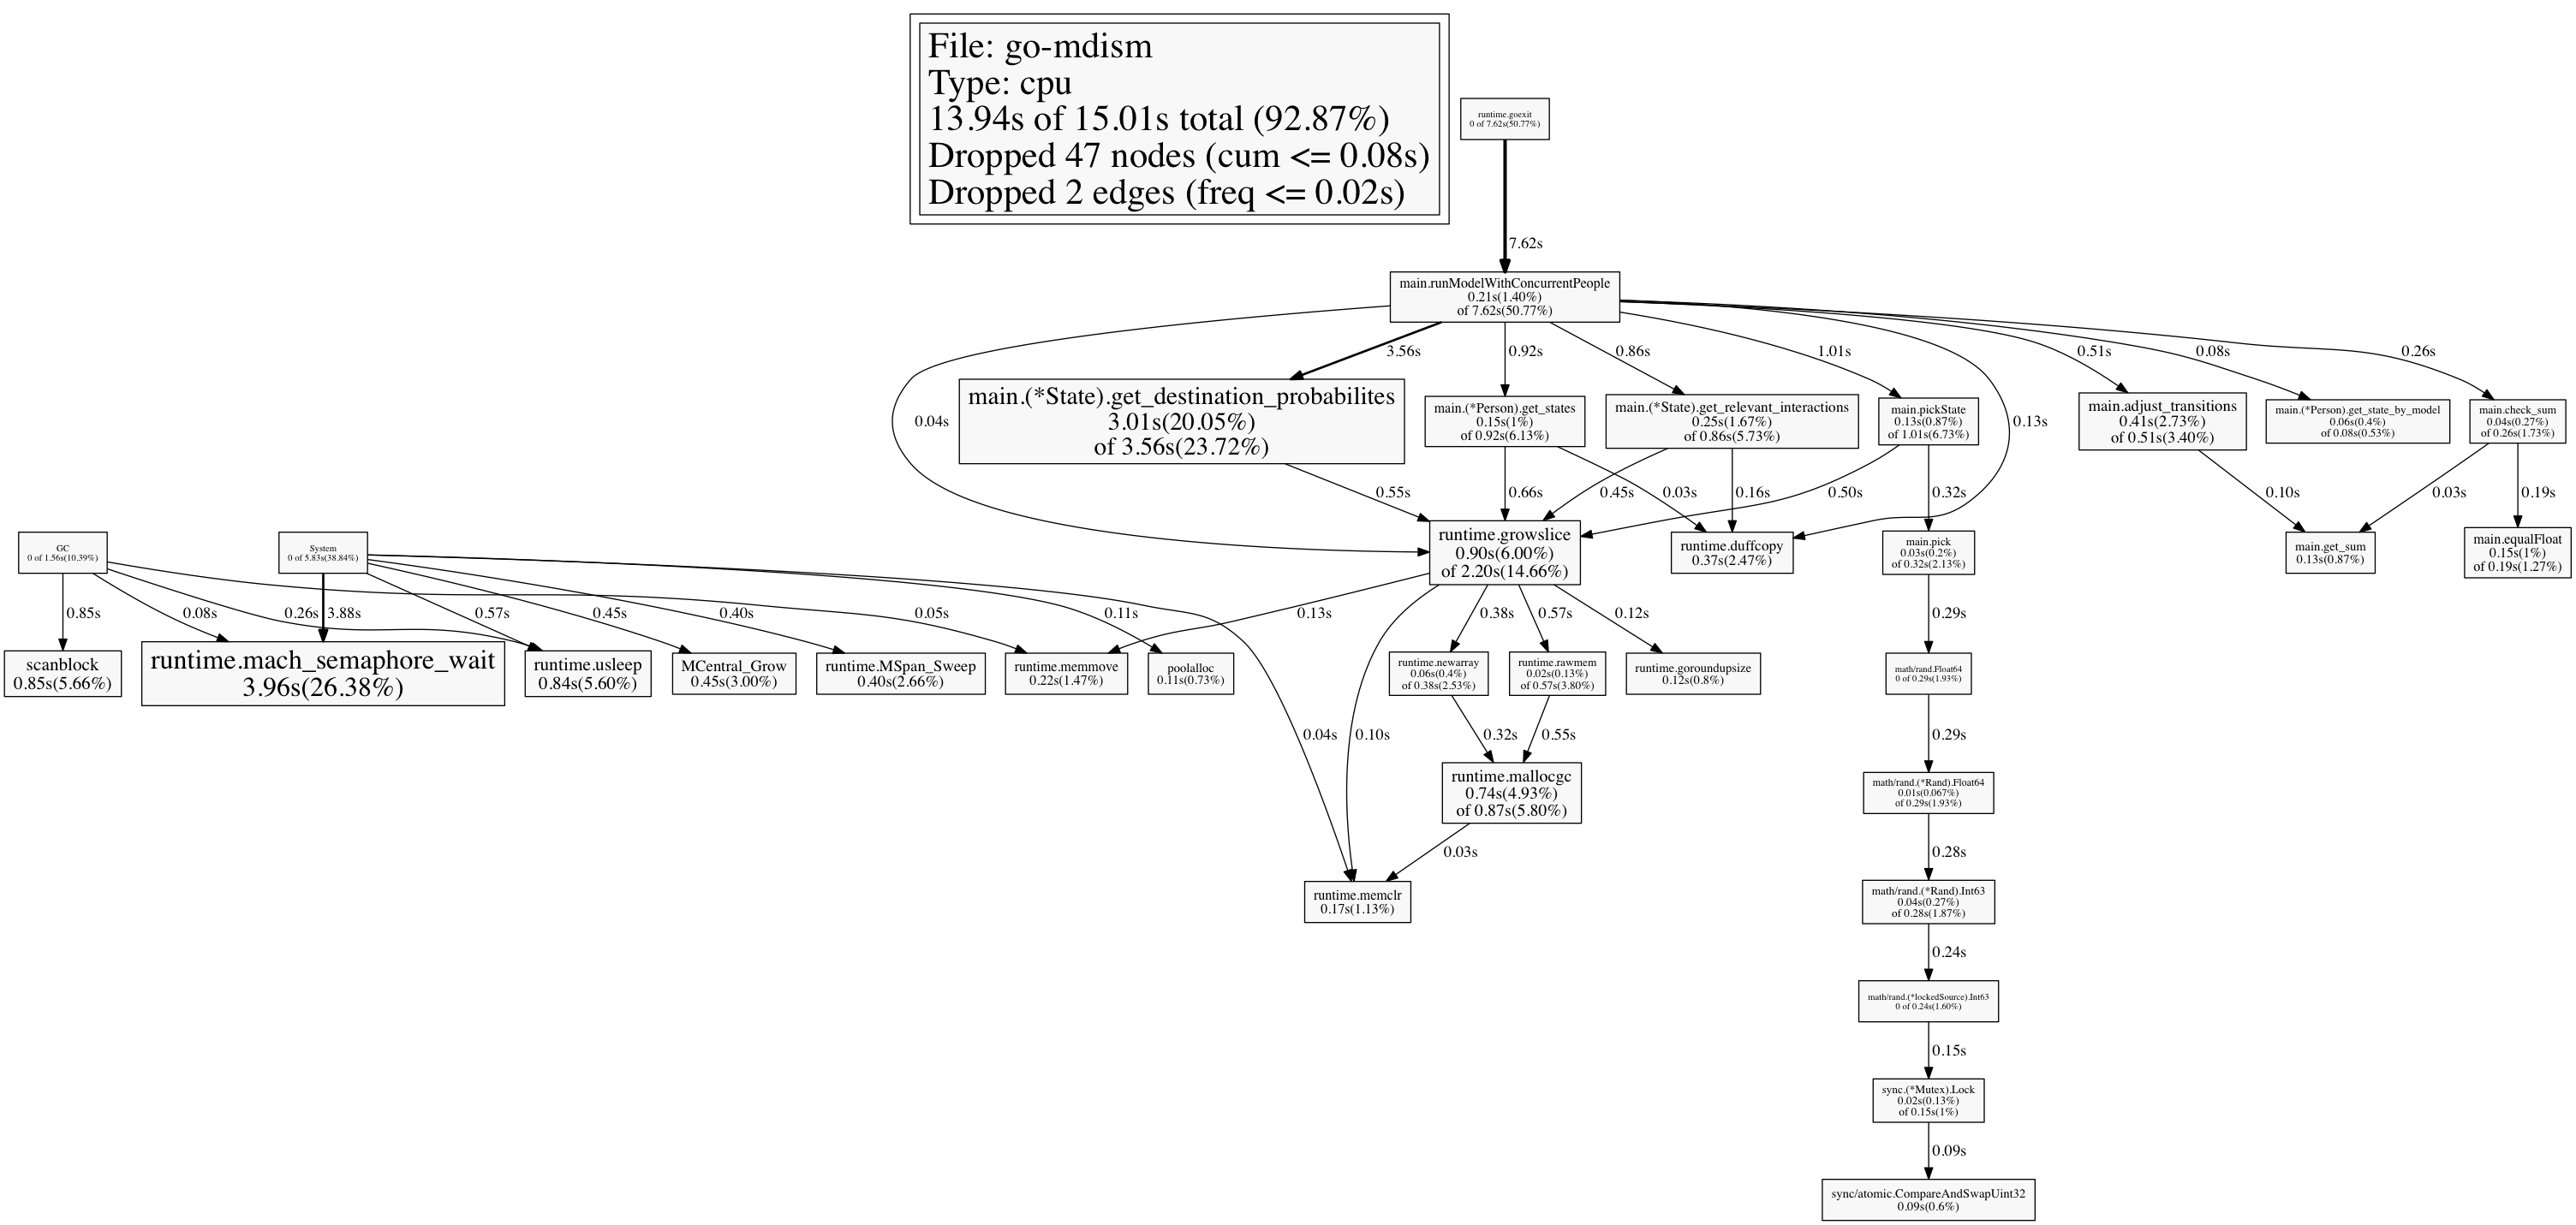 File: go-mdism
Type: cpu
13.94s of 15.01s total (92.87%)
Dropped 47 nodes (cum <= 0.08s)
Dropped 2 edges (freq <= 0.02s)
runtime.goexit
0 of 7.62s(50.77%)
7.62s
main.runModelWithConcurrentPeople
0.21s(1.40%)
of 7.62s(50.77%)
3.56s
0.92s
0.86s
1.01s
0.51s
0.08s
0.26s
0.04s
0.13s
main.(*State).get_destination_probabilites
3.01s(20.05%)
of 3.56s(23.72%)
main.(*Person).get_states
0.15s(1%)
of 0.92s(6.13%)
main.(*State).get_relevant_interactions
0.25s(1.67%)
of 0.86s(5.73%)
main.pickState
0.13s(0.87%)
of 1.01s(6.73%)
main.adjust_transitions
0.41s(2.73%)
of 0.51s(3.40%)
main.(*Person).get_state_by_model
0.06s(0.4%)
of 0.08s(0.53%)
main.check_sum
0.04s(0.27%)
of 0.26s(1.73%)
0.55s
0.66s
0.45s
0.03s
0.16s
0.50s
0.32s
0.10s
0.03s
0.19s
GC
0 of 1.56s(10.39%)
System
0 of 5.83s(38.84%)
runtime.growslice
0.90s(6.00%)
of 2.20s(14.66%)
runtime.duffcopy
0.37s(2.47%)
main.pick
0.03s(0.2%)
of 0.32s(2.13%)
main.get_sum
0.13s(0.87%)
main.equalFloat
0.15s(1%)
of 0.19s(1.27%)
0.85s
0.08s
0.26s
3.88s
0.57s
0.45s
0.40s
0.05s
0.11s
0.13s
0.38s
0.57s
0.12s
0.29s
scanblock
0.85s(5.66%)
runtime.mach_semaphore_wait
3.96s(26.38%)
runtime.usleep
0.84s(5.60%)
MCentral_Grow
0.45s(3.00%)
runtime.MSpan_Sweep
0.40s(2.66%)
runtime.memmove
0.22s(1.47%)
poolalloc
0.11s(0.73%)
runtime.newarray
0.06s(0.4%)
of 0.38s(2.53%)
runtime.rawmem
0.02s(0.13%)
of 0.57s(3.80%)
runtime.goroundupsize
0.12s(0.8%)
math/rand.Float64
0 of 0.29s(1.93%)
0.04s
0.10s
0.32s
0.55s
0.29s
runtime.mallocgc
0.74s(4.93%)
of 0.87s(5.80%)
math/rand.(*Rand).Float64
0.01s(0.067%)
of 0.29s(1.93%)
0.03s
0.28s
runtime.memclr
0.17s(1.13%)
math/rand.(*Rand).Int63
0.04s(0.27%)
of 0.28s(1.87%)
0.24s
math/rand.(*lockedSource).Int63
0 of 0.24s(1.60%)
0.15s
sync.(*Mutex).Lock
0.02s(0.13%)
of 0.15s(1%)
0.09s
sync/atomic.CompareAndSwapUint32
0.09s(0.6%)